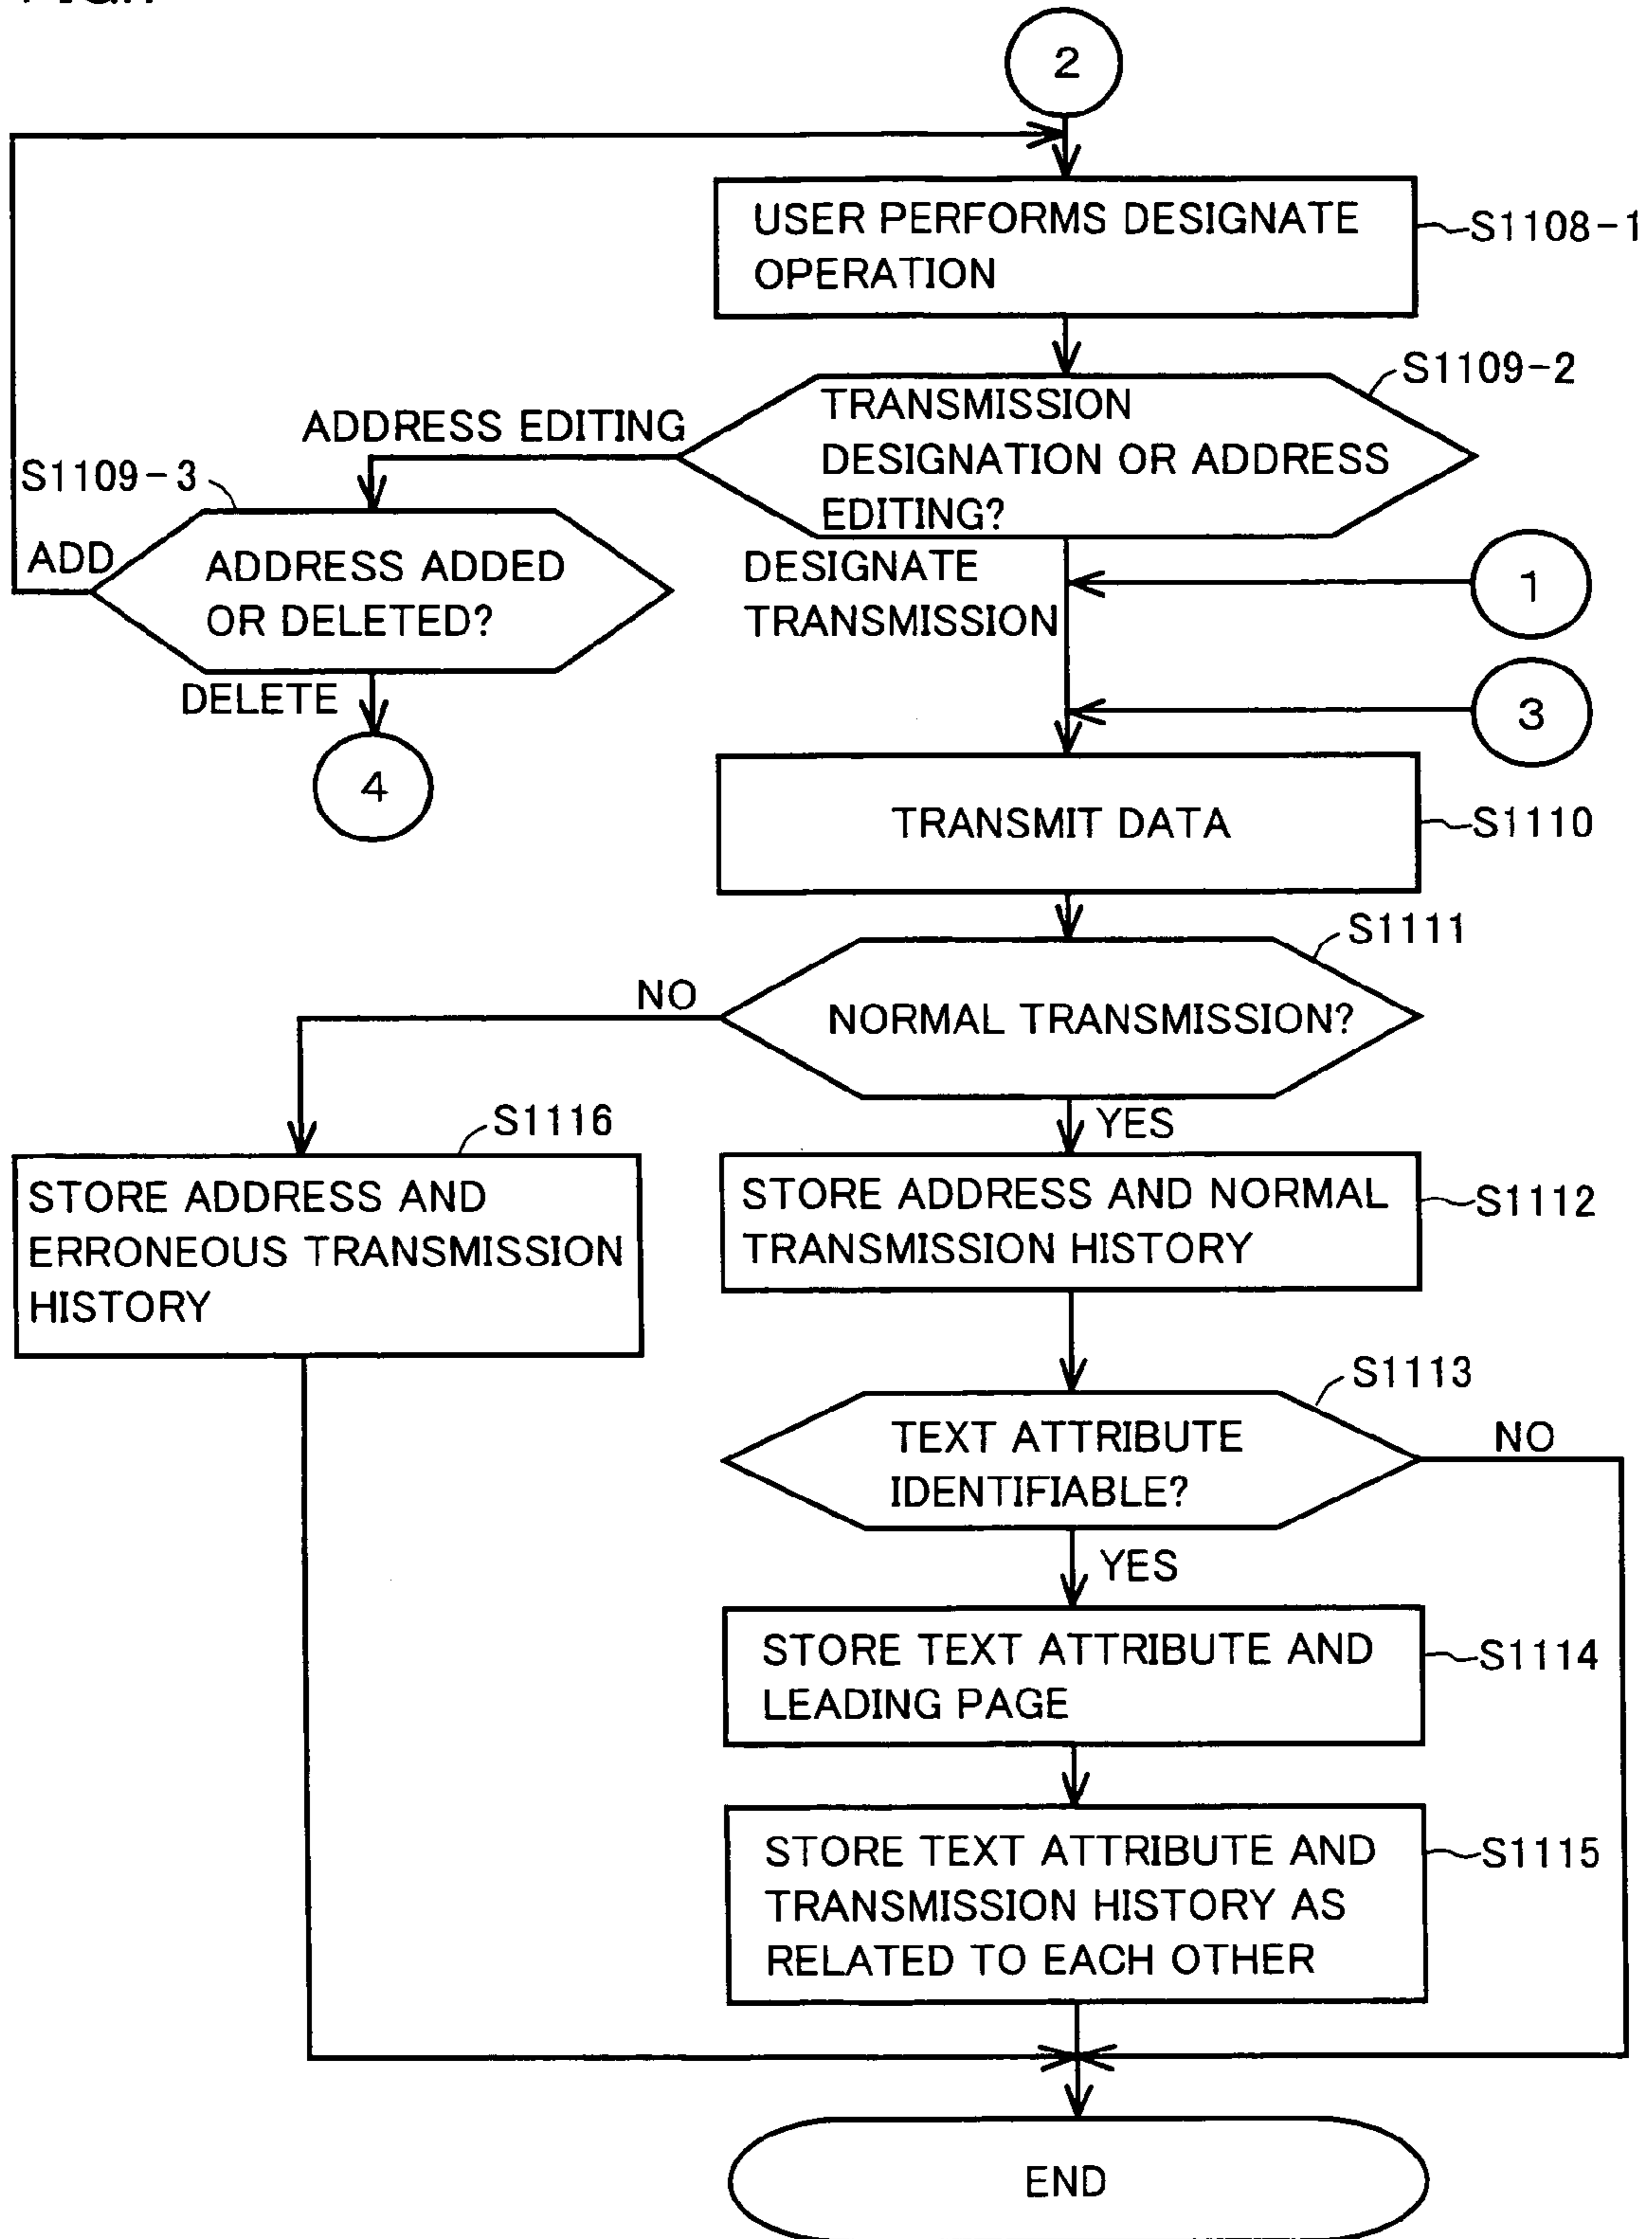 2
USER PERFORMS DESIGNATE
OPERATION
S1108-1
S1109-2
TRANSMISSION
DESIGNATION OR ADDRESS
EDITING?
ADDRESS EDITING
S1109-3
ADD
ADDRESS ADDED
OR DELETED?
DESIGNATE
TRANSMISSION
1
3
DELETE
4
TRANSMIT DATA
S1110
S1111
NO
NORMAL TRANSMISSION?
YES
S1116
STORE ADDRESS AND
ERRONEOUS TRANSMISSION
HISTORY
STORE ADDRESS AND NORMAL
TRANSMISSION HISTORY
S1112
S1113
TEXT ATTRIBUTE
IDENTIFIABLE?
NO
YES
STORE TEXT ATTRIBUTE AND
LEADING PAGE
S1114
STORE TEXT ATTRIBUTE AND
TRANSMISSION HISTORY AS
RELATED TO EACH OTHER
S1115
END